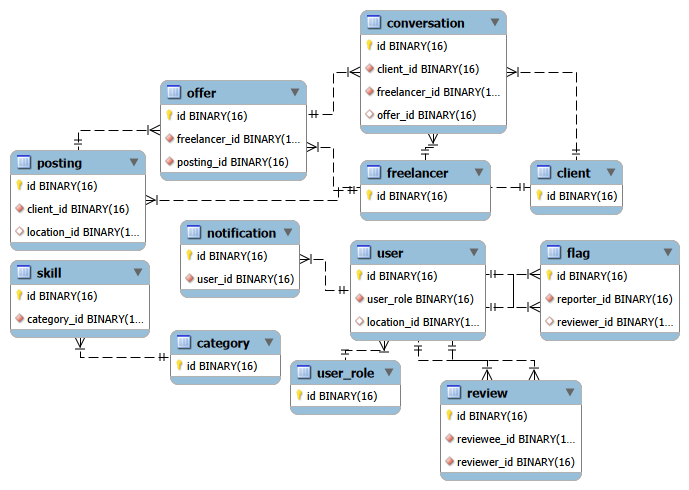 conversation
id BINARY(16)
client_id BINARY(16)
freelancer_id BINARY(1...
offer_id BINARY(16)
offer
id BINARY(16)
freelancer_id BINARY(1...
posting_id BINARY(16)
posting
id BINARY(16)
client_id BINARY(16)
location_id BINARY(1...
freelancer
id BINARY(16)
client
id BINARY(16)
notification
id BINARY(16)
user_id BINARY(16)
user
id BINARY(16)
user_role BINARY(16)
location_id BINARY(1...
flag
id BINARY(16)
reporter_id BINARY(16)
reviewer_id BINARY(1...
skill
id BINARY(16)
category_id BINARY(1...
category
id BINARY(16)
user_role
id BINARY(16)
review
id BINARY(16)
reviewee_id BINARY(1...
reviewer_id BINARY(16)